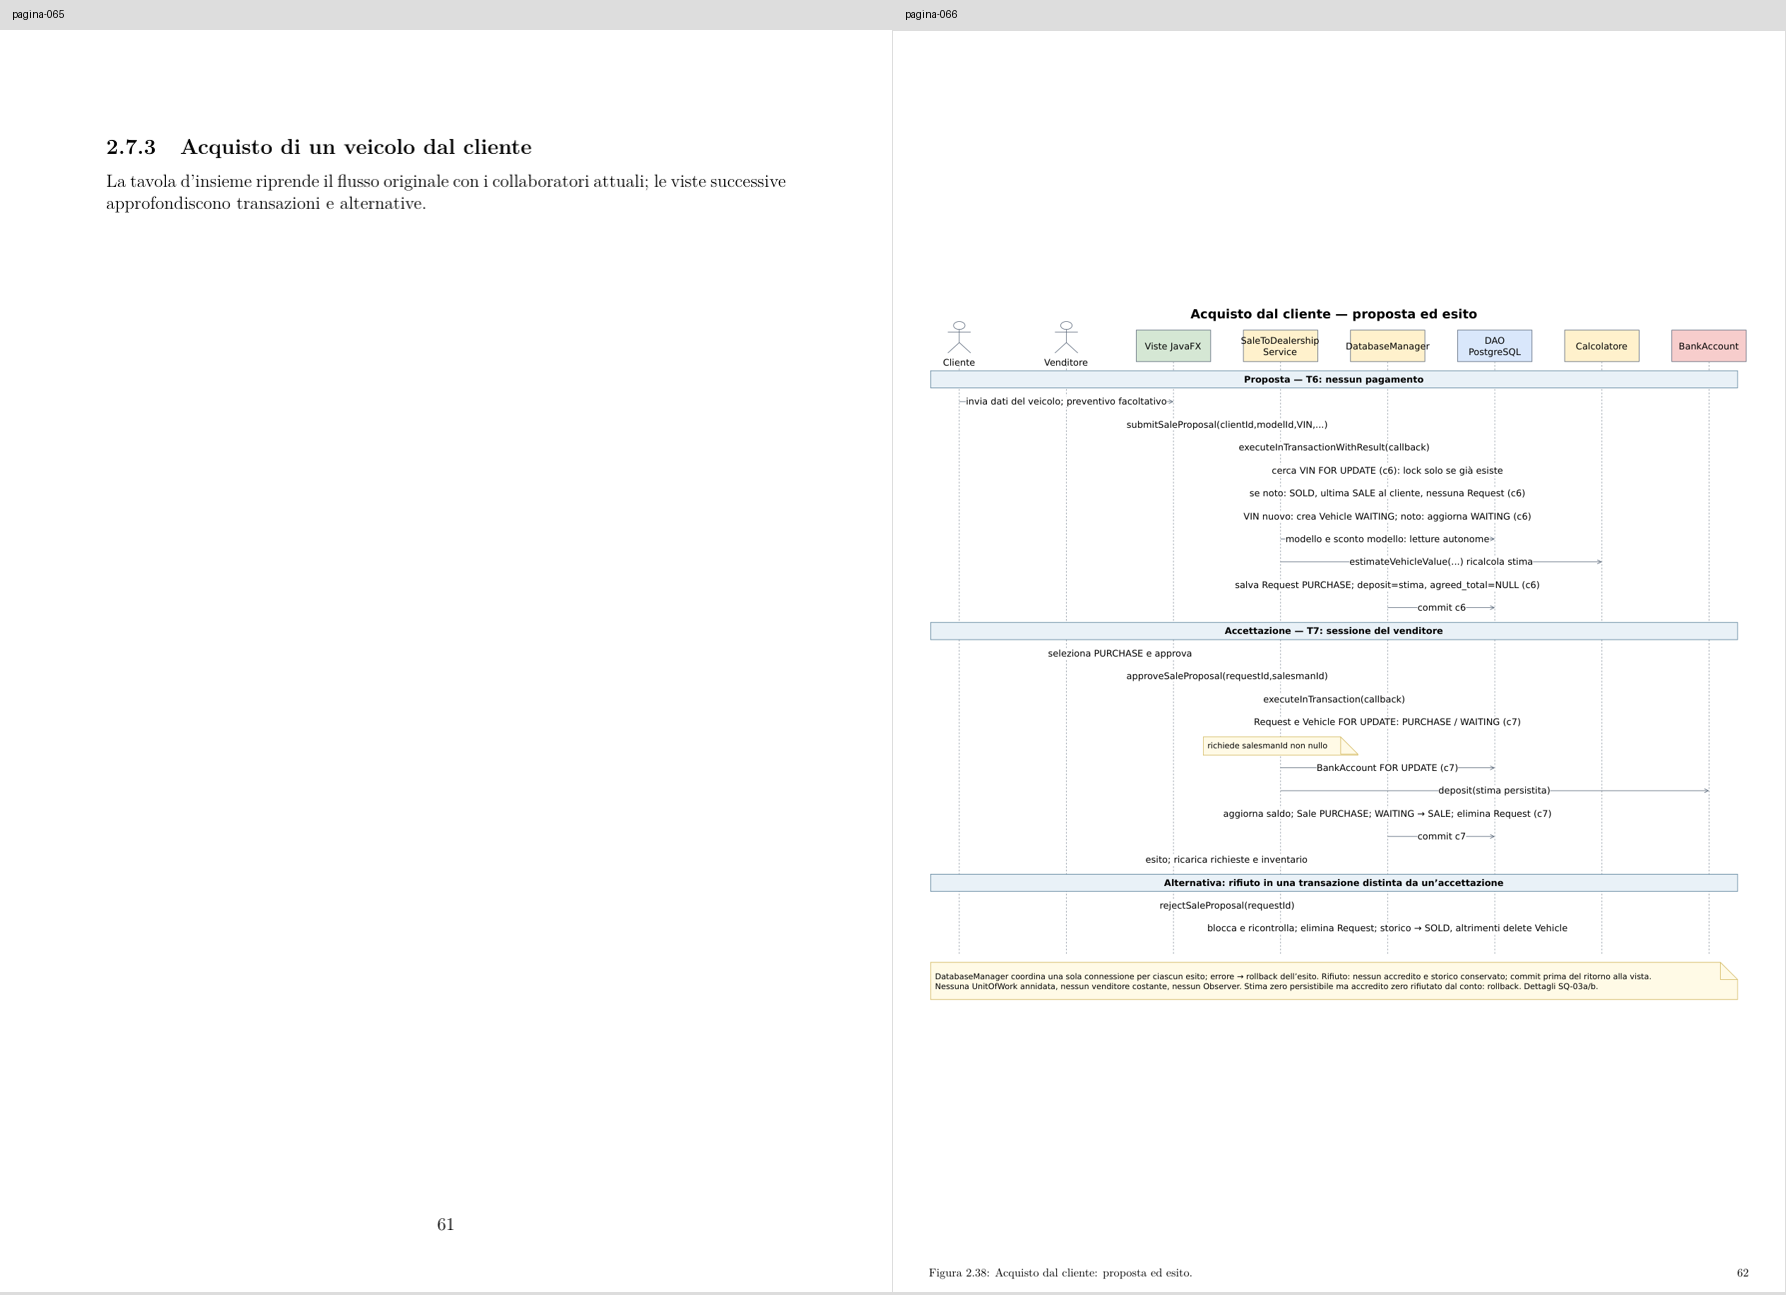 pagina-065
2.7.3 Acquisto di un veicolo dal cliente
La tavola d'insieme riprende il flusso originale con i collaboratori attuali; le viste successive
approfondiscono transazioni e alternative.
61
pagina-066
Acquisto dal cliente — proposta ed esito
Cliente
Venditore
Viste JavaFX
SaleToDealership
Service
DatabaseManager
DAO
PostgreSQL
Calcolatore
BankAccount
Proposta — T6: nessun pagamento
invia dati del veicolo; preventivo facoltativo
submitSaleProposal(clientId,modelId,VIN,...)
executeInTransactionWithResult(callback)
cerca VIN FOR UPDATE (c6): lock solo se già esiste
se noto: SOLD, ultima SALE al cliente, nessuna Request (c6)
VIN nuovo: crea Vehicle WAITING; noto: aggiorna WAITING (c6)
modello e sconto modello: letture autonome
estimateVehicleValue(...) ricalcola stima
salva Request PURCHASE; deposit=stima, agreed_total=NULL (c6)
commit c6
Accettazione — T7: sessione del venditore
seleziona PURCHASE e approva
approveSaleProposal(requestId,salesmanId)
executeInTransaction(callback)
Request e Vehicle FOR UPDATE: PURCHASE / WAITING (c7)
richiede salesmanId non nullo
BankAccount FOR UPDATE (c7)
deposit(stima persistita)
aggiorna saldo; Sale PURCHASE; WAITING → SALE; elimina Request (c7)
commit c7
esito; ricarica richieste e inventario
Alternativa: rifiuto in una transazione distinta da un'accettazione
rejectSaleProposal(requestId)
blocca e ricontrolla; elimina Request; storico → SOLD, altrimenti delete Vehicle
DatabaseManager coordina una sola connessione per ciascun esito; errore → rollback dell'esito. Rifiuto: nessun accredito e storico conservato; commit prima del ritorno alla vista.
Nessuna UnitOfWork annidata, nessun venditore costante, nessun Observer. Stima zero persistibile ma accredito zero rifiutato dal conto: rollback. Dettagli SQ-03a/b.
Figura 2.38: Acquisto dal cliente: proposta ed esito.
62